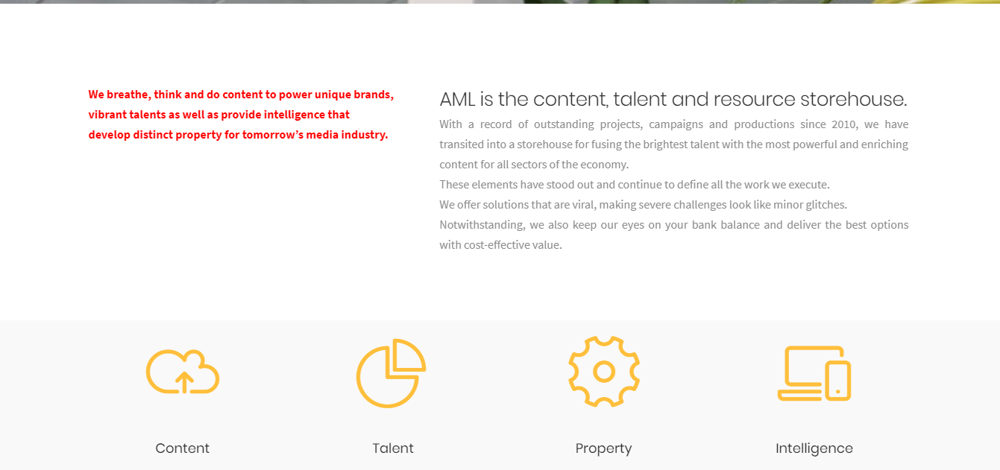 We breathe, think and do content to power unique brands,
vibrant talents as well as provide intelligence that
develop distinct property for tomorrow’s media industry.
AML is the content, talent and resource storehouse.
With a record of outstanding projects, campaigns and productions since 2010, we have
transited into a storehouse for fusing the brightest talent with the most powerful and enriching
content for all sectors of the economy.
These elements have stood out and continue to define all the work we execute.
We offer solutions that are viral, making severe challenges look like minor glitches.
Notwithstanding, we also keep our eyes on your bank balance and deliver the best options
with cost-effective value.
Content
Talent
Property
Intelligence